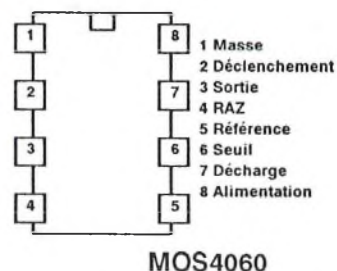 1
8
1 Masse
2 Déclenchement
2
7
3 Sortie
4 RAZ
5 Référence
3
6
6 Seuil
7 Décharge
8 Alimentation
4
5
MOS4060